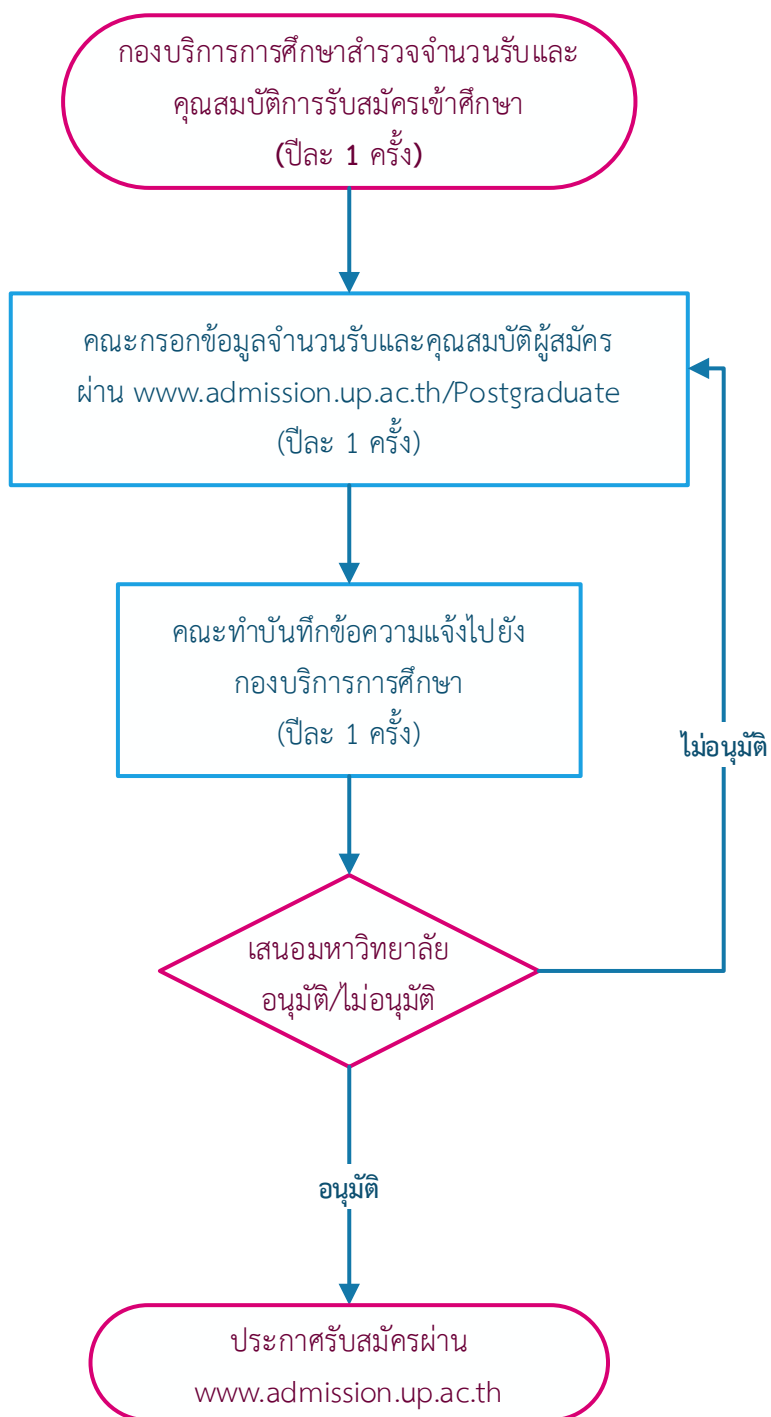 กองบริการการศึกษาสำรวจจำนวนรับและ
คุณสมบัติการรับสมัครเข้าศึกษา
(ปีละ 1 ครั้ง)
คณะกรอกข้อมูลจำนวนรับและคุณสมบัติผู้สมัคร
ผ่าน www.admission.up.ac.th/Postgraduate
(ปีละ 1 ครั้ง)
คณะทำบันทึกข้อความแจ้งไปยัง
กองบริการการศึกษา
(ปีละ 1 ครั้ง)
ไม่อนุมัติ
เสนอมหาวิทยาลัย
อนุมัติ/ไม่อนุมัติ
อนุมัติ
ประกาศรับสมัครผ่าน
www.admission.up.ac.th